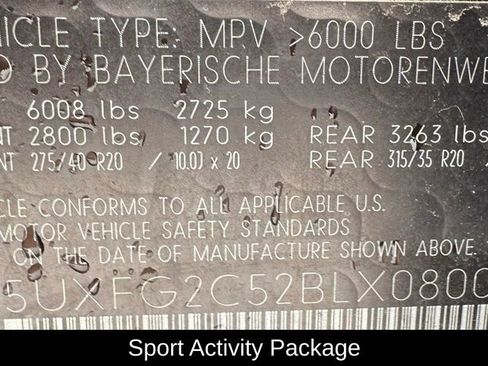 HICLE TYPE: MPV >6000 LBS
D BY BAYERISCHE MOTORENWE
6008 lbs 2725 kg
NT 2800 lbs 1270 kg REAR 3263 lbs
NT 275/40 R20 / 10.0J x 20 REAR 315/35 R20 /
CLE CONFORMS TO ALL APPLICABLE U.S.
MOTOR VEHICLE SAFETY STANDARDS
ON THE DATE OF MANUFACTURE SHOWN ABOVE.
5UXFG2C52BLX0800
Sport Activity Package